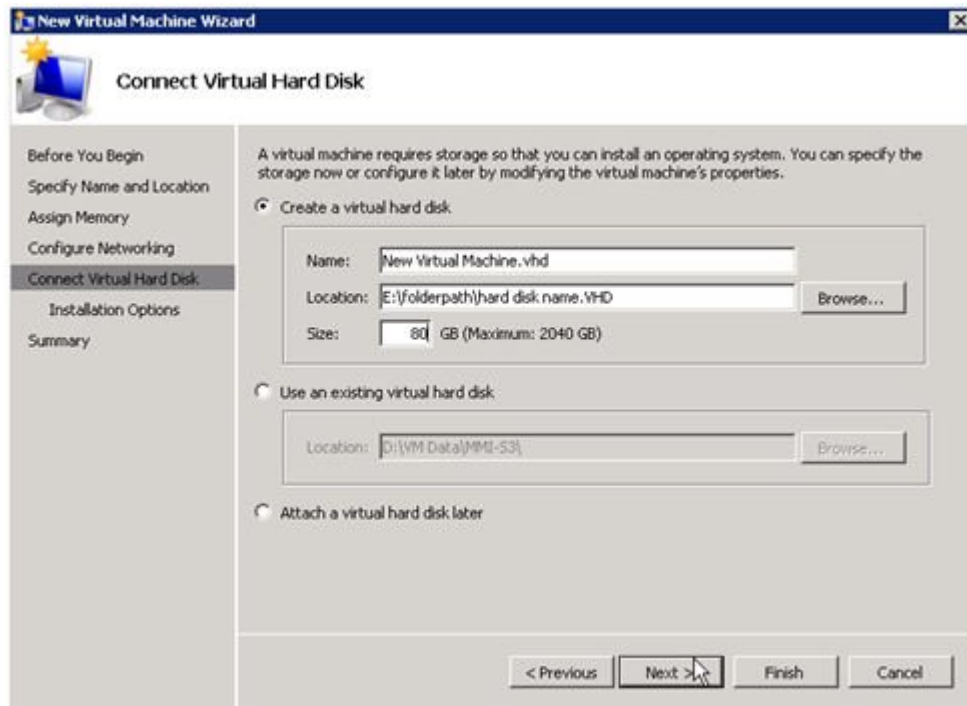 New Virtual Machine Wizard
Connect Virtual Hard Disk
Before You Begin
Specify Name and Location
Assign Memory
Configure Networking
Connect Virtual Hard Disk
Installation Options
Summary
A virtual machine requires storage so that you can install an operating system. You can specify the
storage now or configure it later by modifying the virtual machine's properties.
Create a virtual hard disk
Name: New Virtual Machine.vhd
Location: E:\folderpath\hard disk name.VHD Browse...
Size: 80 GB (Maximum: 2040 GB)
Use an existing virtual hard disk
Location: D:\VM Data\MMI-S3\ Browse...
Attach a virtual hard disk later
< Previous Next > Finish Cancel